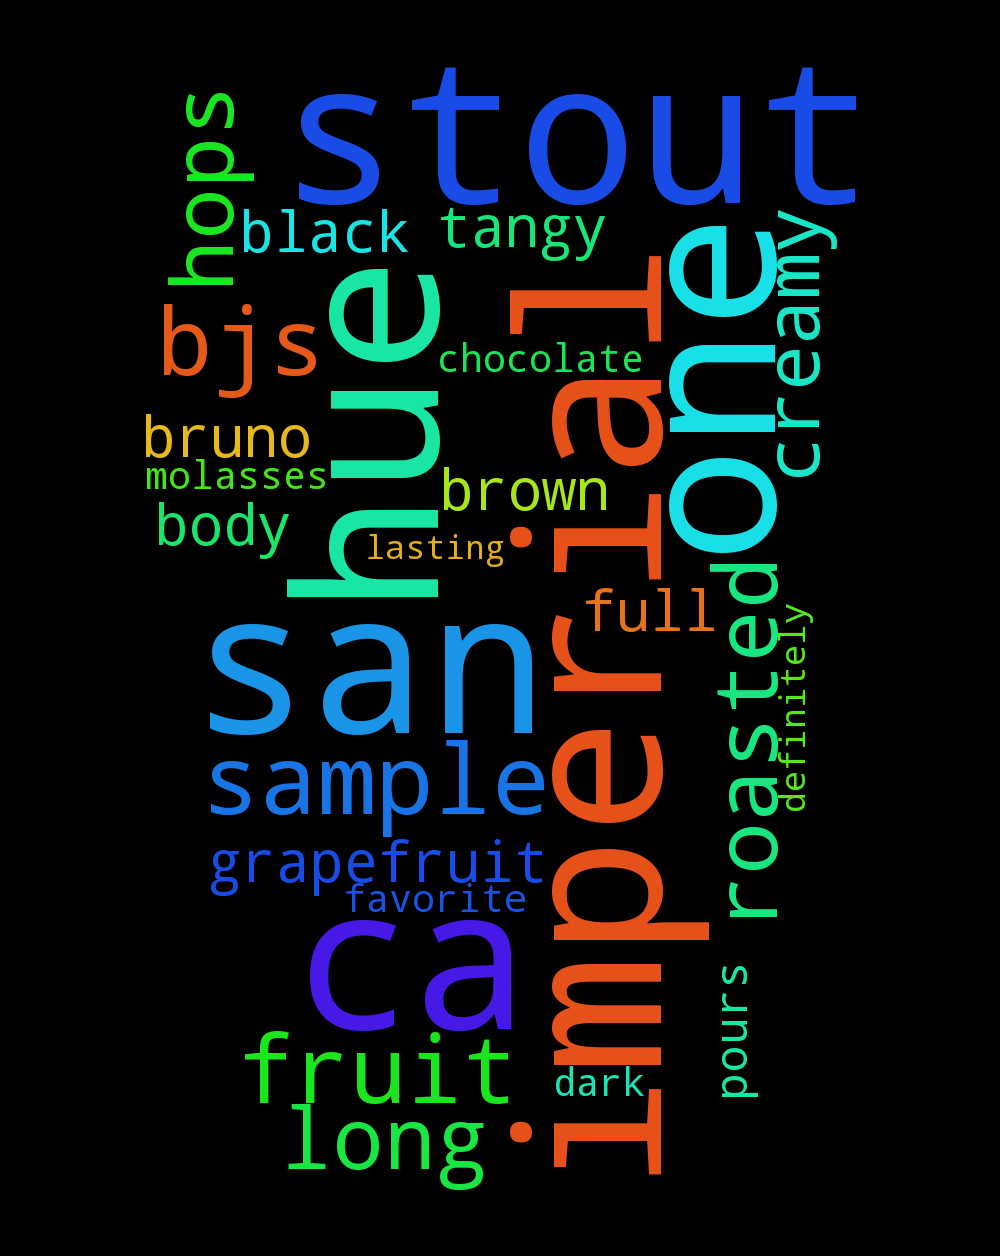 stout
hops
black
tangy
creamy
one
hue
imperial
bjs
chocolate
bruno
molasses
brown
body
lasting
full
roasted
definitely
san
sample
grapefruit
favorite
ca
pours
fruit
dark
long